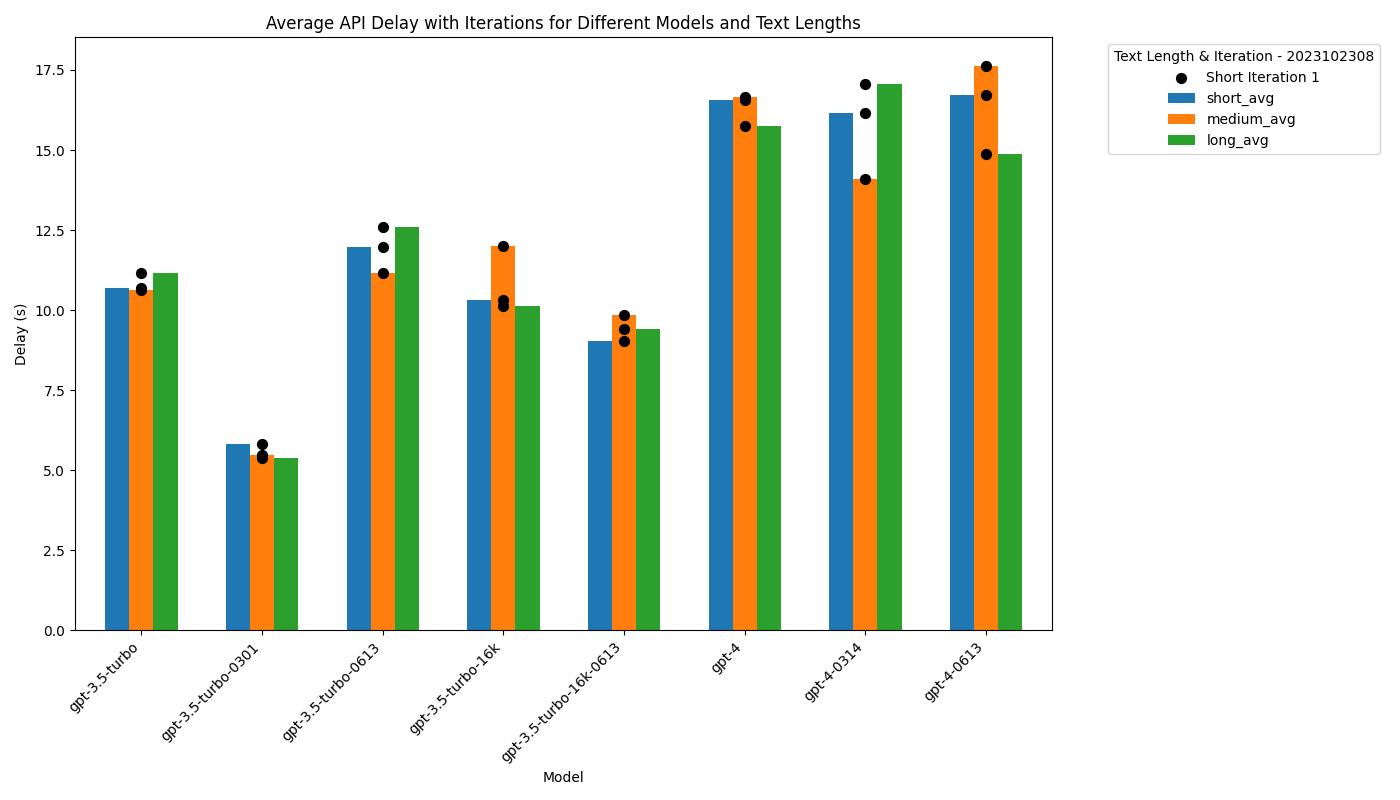 Average API Delay with Iterations for Different Models and Text Lengths
Text Length & Iteration - 2023102308
Short Iteration 1
short_avg
medium_avg
long_avg
Delay (s)
17.5
15.0
12.5
10.0
7.5
5.0
2.5
0.0
gpt-3.5-turbo
gpt-3.5-turbo-0301
gpt-3.5-turbo-0613
gpt-3.5-turbo-16k
gpt-3.5-turbo-16k-0613
gpt-4
gpt-4-0314
gpt-4-0613
Model